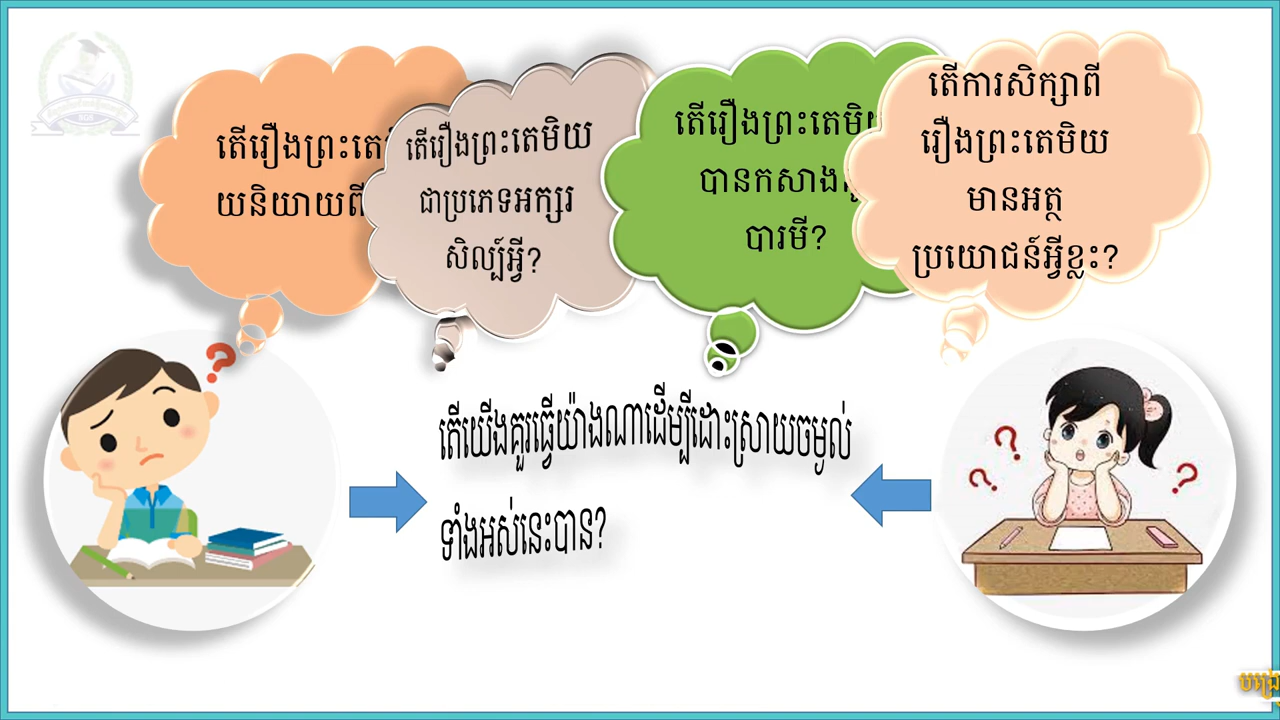 តើរឿងព្រះតេ
យនិយាយពី
តើរឿងព្រះតេមិយ
ជាប្រភេទអក្សរ
សិល្ប៍អ្វី?
តើរឿងព្រះតេមិ
បានកសាង
បារមី?
តើការសិក្សាពី
រឿងព្រះតេមិយ
មានអត្ថ
ប្រយោជន៍អ្វីខ្លះ?
តើយើងគួរធ្វើយ៉ាងណាដើម្បីដោះស្រាយចម្ងល់
ទាំងអស់នេះបាន?